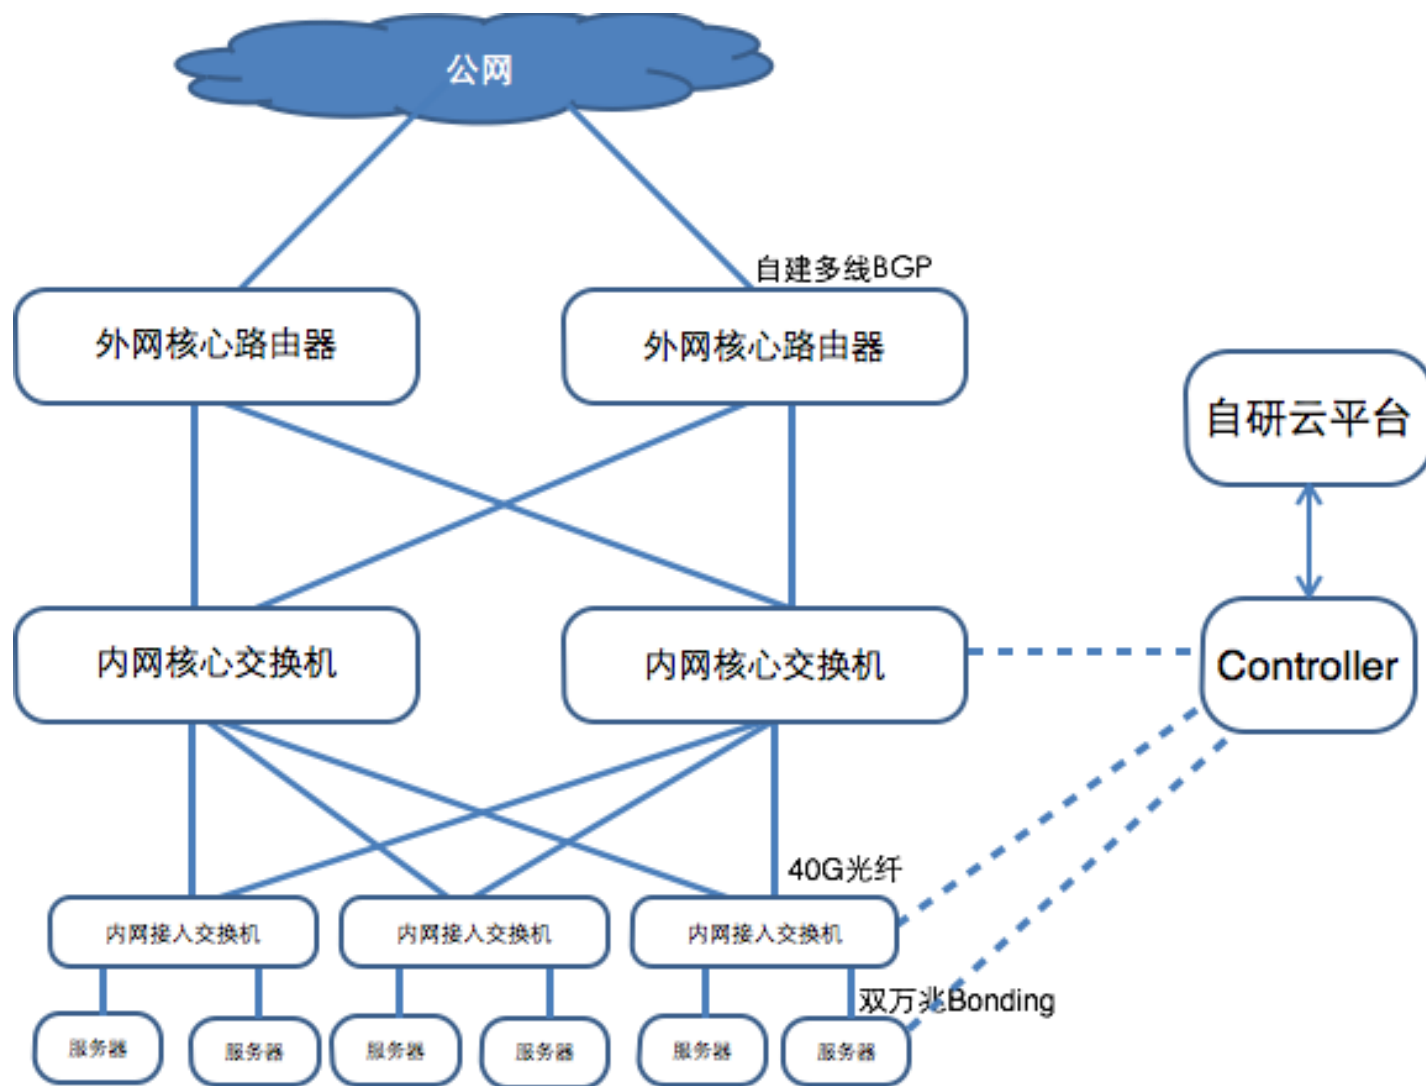 公网
自建多线BGP
外网核心路由器
外网核心路由器
自研云平台
内网核心交换机
内网核心交换机
Controller
40G光纤
内网接入交换机
内网接入交换机
内网接入交换机
双万兆Bonding
服务器
服务器
服务器
服务器
服务器
服务器